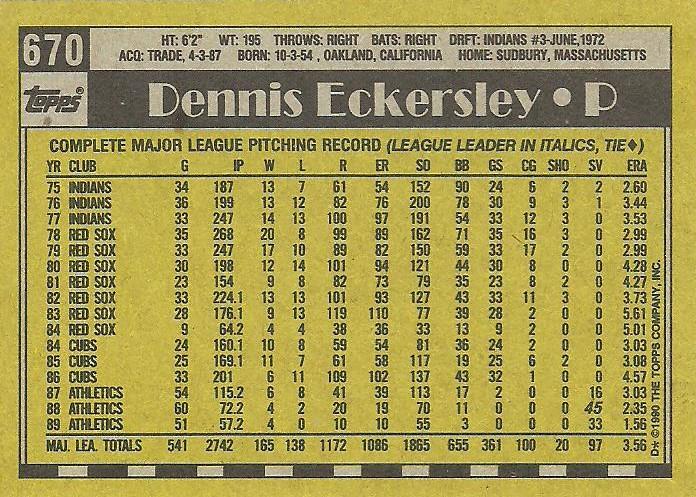 670
HT: 6'2" WT: 195 THROWS: RIGHT BATS: RIGHT DRFT: INDIANS #3-JUNE,1972
ACQ: TRADE, 4-3-87 BORN: 10-3-54 , OAKLAND, CALIFORNIA HOME: SUDBURY, MASSACHUSETTS
Topps®
Dennis Eckersley • P
COMPLETE MAJOR LEAGUE PITCHING RECORD (LEAGUE LEADER IN ITALICS, TIE♦)
YR CLUB G IP W L R ER SO BB GS CG SHO SV ERA
75 INDIANS 34 187 13 7 61 54 152 90 24 6 2 2 2.60
76 INDIANS 36 199 13 12 82 76 200 78 30 9 3 1 3.44
77 INDIANS 33 247 14 13 100 97 191 54 33 12 3 0 3.53
78 RED SOX 35 268 20 8 99 89 162 71 35 16 3 0 2.99
79 RED SOX 33 247 17 10 89 82 150 59 33 17 2 0 2.99
80 RED SOX 30 198 12 14 101 94 121 44 30 8 0 0 4.28
81 RED SOX 23 154 9 8 82 73 79 35 23 8 2 0 4.27
82 RED SOX 33 224.1 13 13 101 93 127 43 33 11 3 0 3.73
83 RED SOX 28 176.1 9 13 119 110 77 39 28 2 0 0 5.61
84 RED SOX 9 64.2 4 4 38 36 33 13 9 2 0 0 5.01
84 CUBS 24 160.1 10 8 59 54 81 36 24 2 0 0 3.03
85 CUBS 25 169.1 11 7 61 58 117 19 25 6 2 0 3.08
86 CUBS 33 201 6 11 109 102 137 43 32 1 0 0 4.57
87 ATHLETICS 54 115.2 6 8 41 39 113 17 2 0 0 16 3.03
88 ATHLETICS 60 72.2 4 2 20 19 70 11 0 0 0 45 2.35
89 ATHLETICS 51 57.2 4 0 10 10 55 3 0 0 0 33 1.56
MAJ. LEA. TOTALS 541 2742 165 138 1172 1086 1865 655 361 100 20 97 3.56
D* ©1990 THE TOPPS COMPANY, INC.